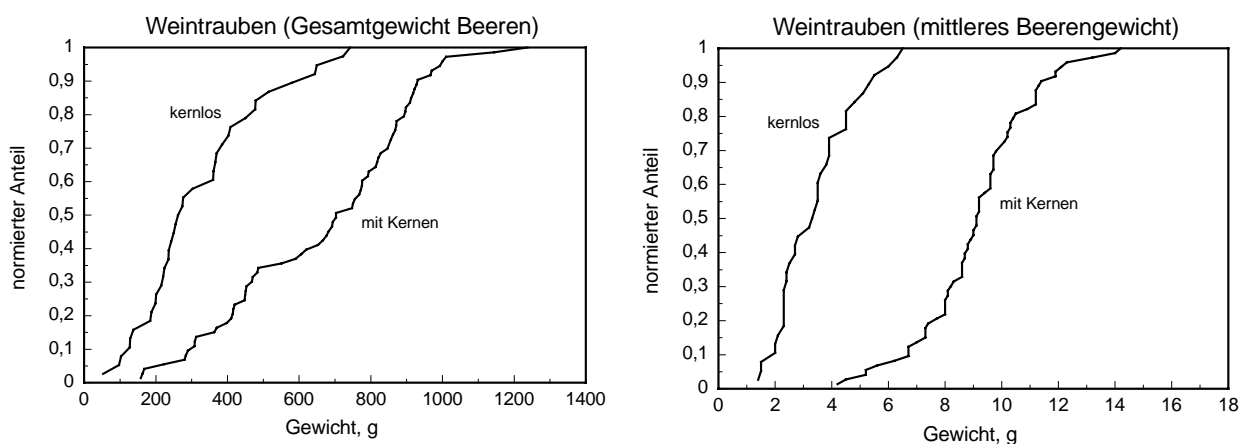 Weintrauben (Gesamtgewicht Beeren)
normierter Anteil
1
0,9
0,8
0,7
0,6
0,5
0,4
0,3
0,2
0,1
0
kernlos
mit Kernen
0 200 400 600 800 1000 1200 1400
Gewicht, g
Weintrauben (mittleres Beerengewicht)
normierter Anteil
1
0,9
0,8
0,7
0,6
0,5
0,4
0,3
0,2
0,1
0
kernlos
mit Kernen
0 2 4 6 8 10 12 14 16 18
Gewicht, g